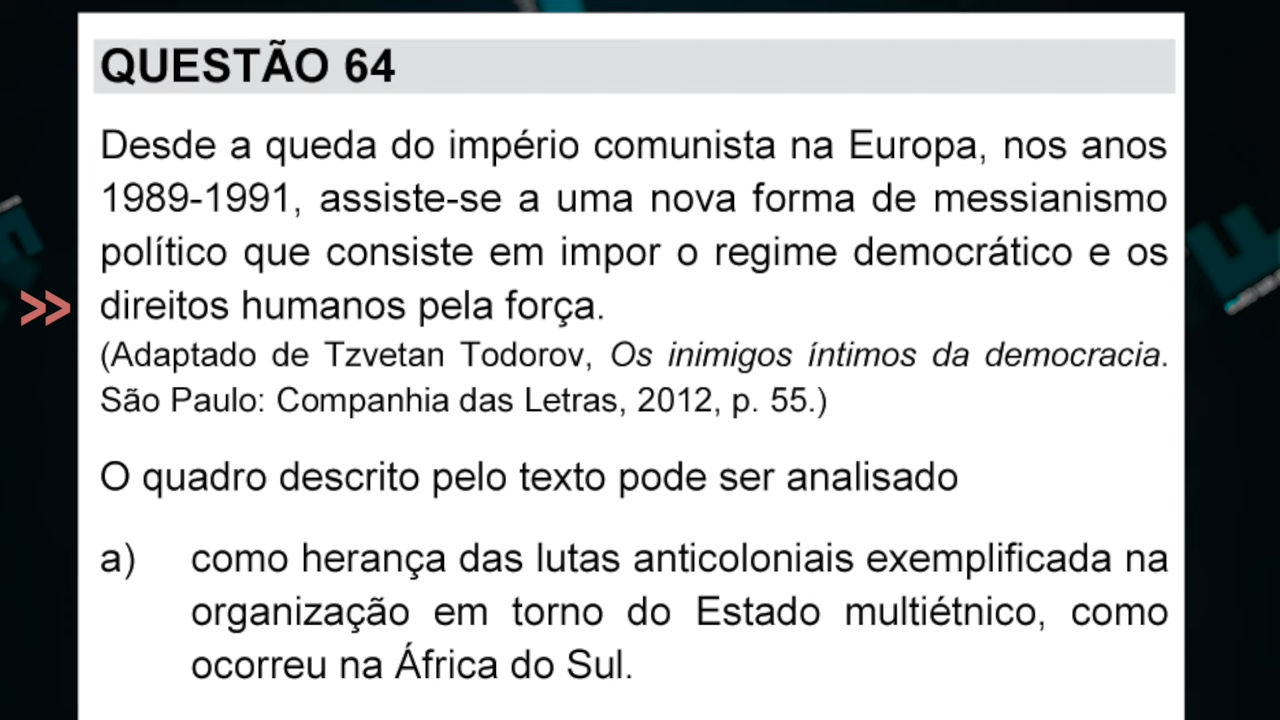 QUESTÃO 64
Desde a queda do império comunista na Europa, nos anos
1989-1991, assiste-se a uma nova forma de messianismo
político que consiste em impor o regime democrático e os
direitos humanos pela força.
(Adaptado de Tzvetan Todorov, Os inimigos íntimos da democracia.
São Paulo: Companhia das Letras, 2012, p. 55.)
O quadro descrito pelo texto pode ser analisado
a) como herança das lutas anticoloniais exemplificada na
organização em torno do Estado multiétnico, como
ocorreu na África do Sul.